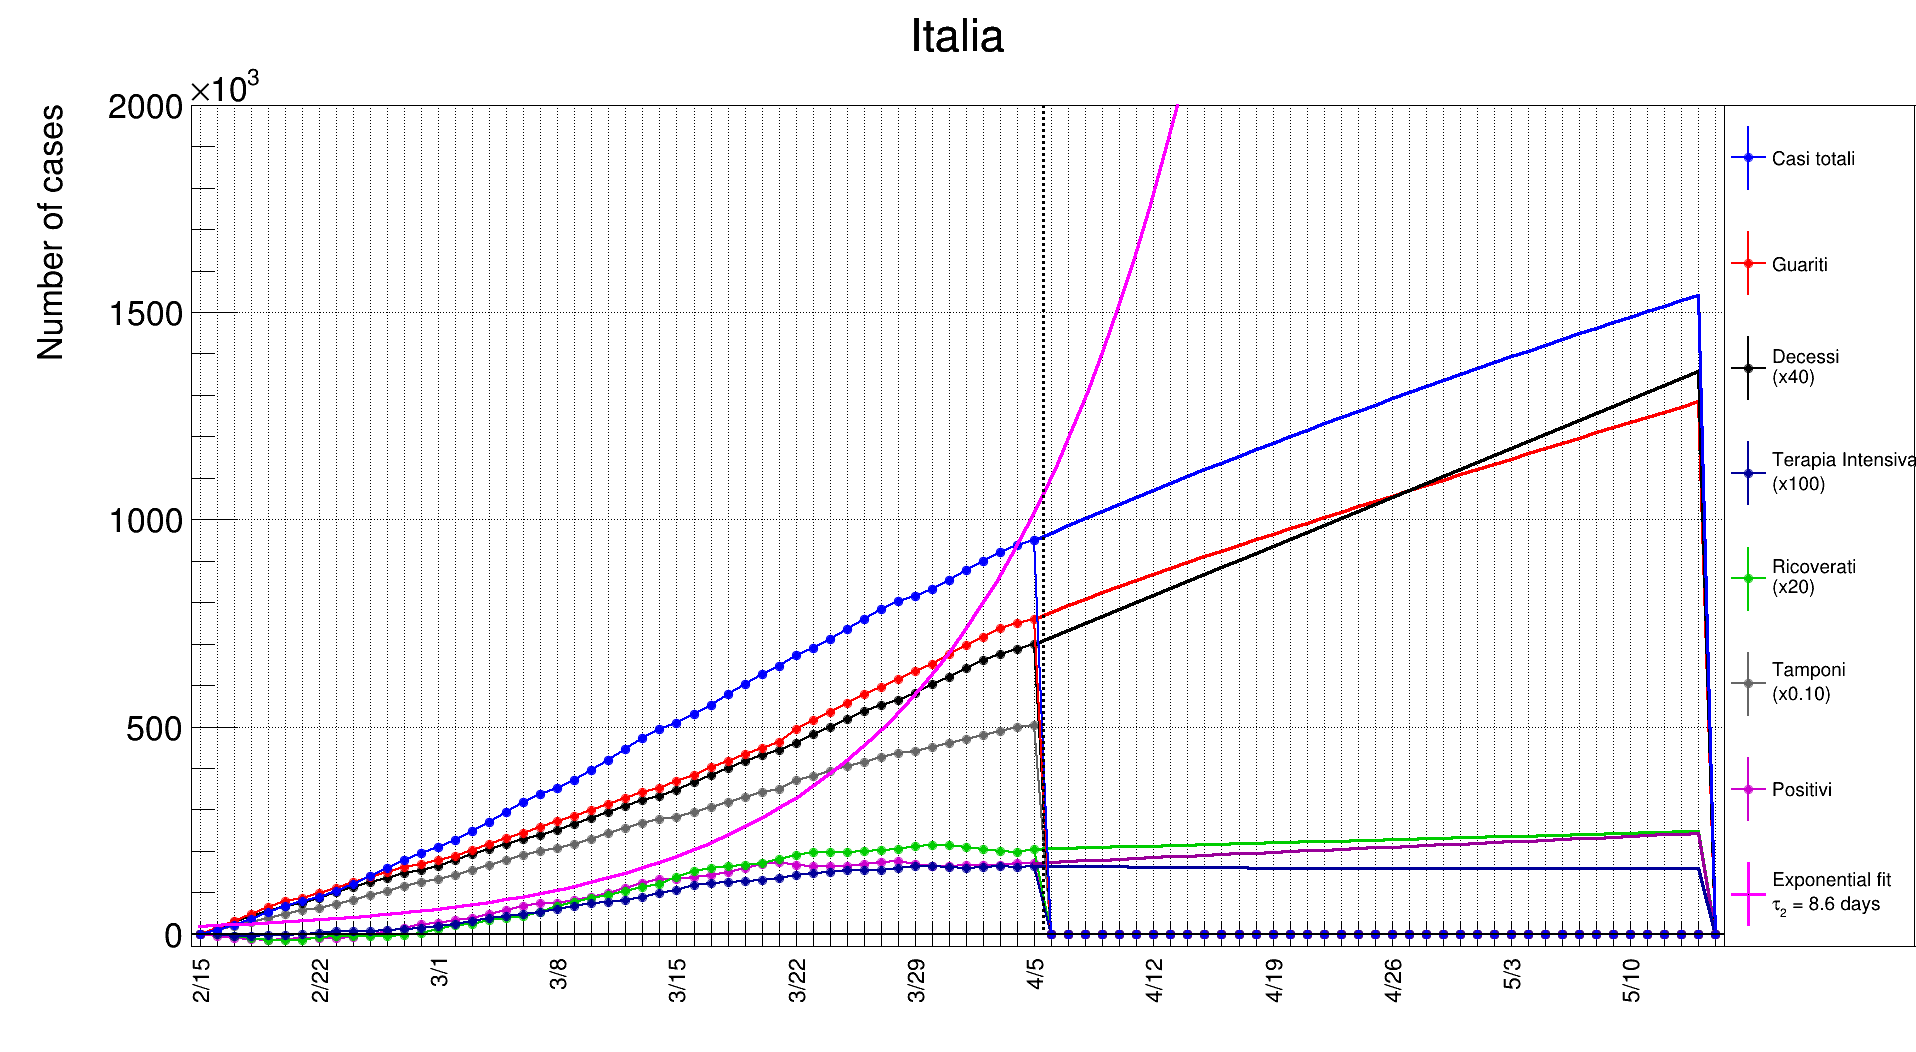 Italia
×10³
Number of cases
2000
1500
1000
500
0
2/15
2/22
3/1
3/8
3/15
3/22
3/29
4/5
4/12
4/19
4/26
5/3
5/10
Casi totali
Guariti
Decessi
(x40)
Terapia Intensiva
(x100)
Ricoverati
(x20)
Tamponi
(x0.10)
Positivi
Exponential fit
τ₂ = 8.6 days